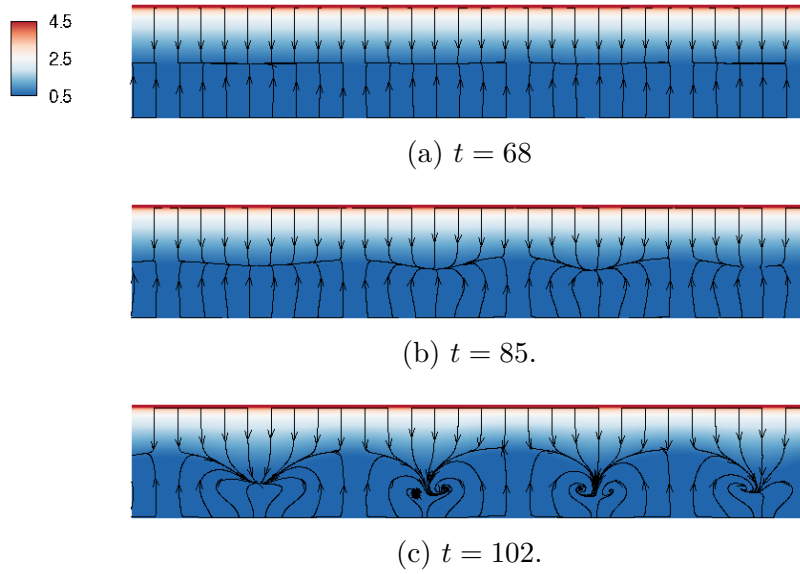 4.5
2.5
0.5
(a) t = 68
(b) t = 85.
(c) t = 102.